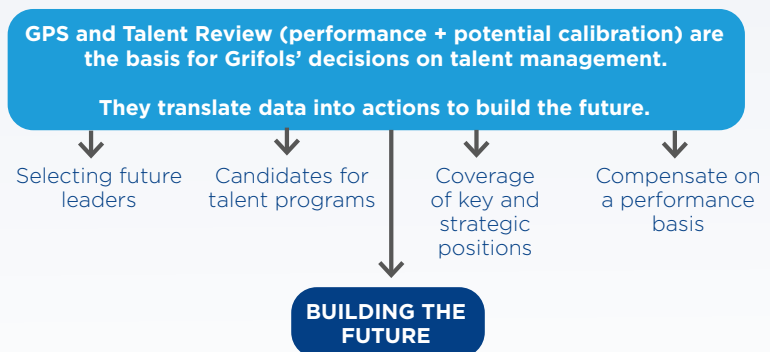 GPS and Talent Review (performance + potential calibration) are
the basis for Grifols’ decisions on talent management.
They translate data into actions to build the future.
Selecting future
leaders
Candidates for
talent programs
Coverage
of key and
strategic
positions
Compensate on
a performance
basis
BUILDING THE
FUTURE